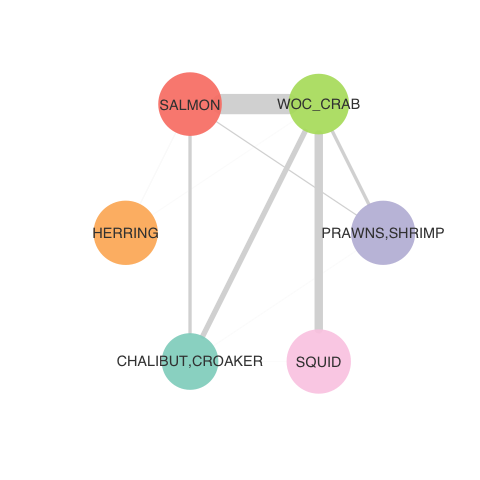 SALMON
WOC_CRAB
HERRING
PRAWNS,SHRIMP
CHALIBUT,CROAKER
SQUID